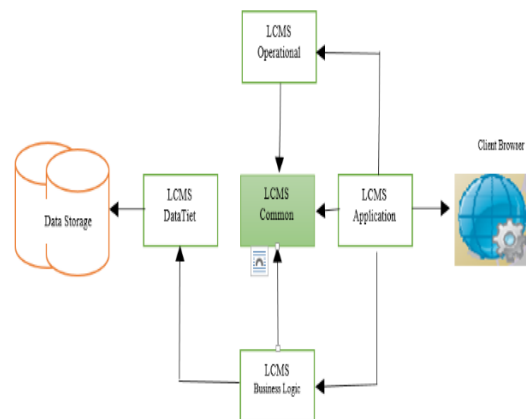 LCMS
Operational
Client Browser
Data Storage
LCMS
DataTiet
LCMS
Common
LCMS
Application
LCMS
Business Logic